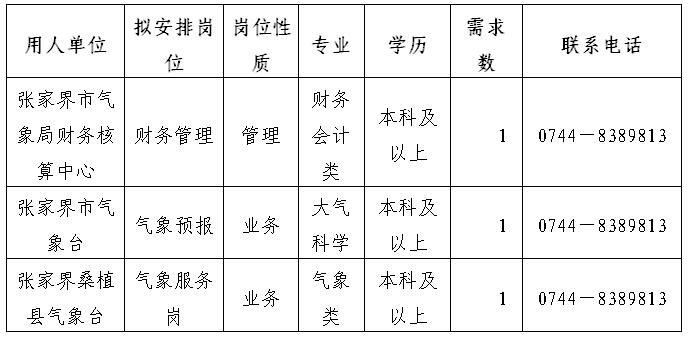 用人单位 拟安排岗位 岗位性质 专业 学历 需求数 联系电话
张家界市气象局财务核算中心 财务管理 管理 财务会计类 本科及以上 1 0744－8389813
张家界市气象台 气象预报 业务 大气科学 本科及以上 1 0744－8389813
张家界桑植县气象台 气象服务岗 业务 气象类 本科及以上 1 0744－8389813